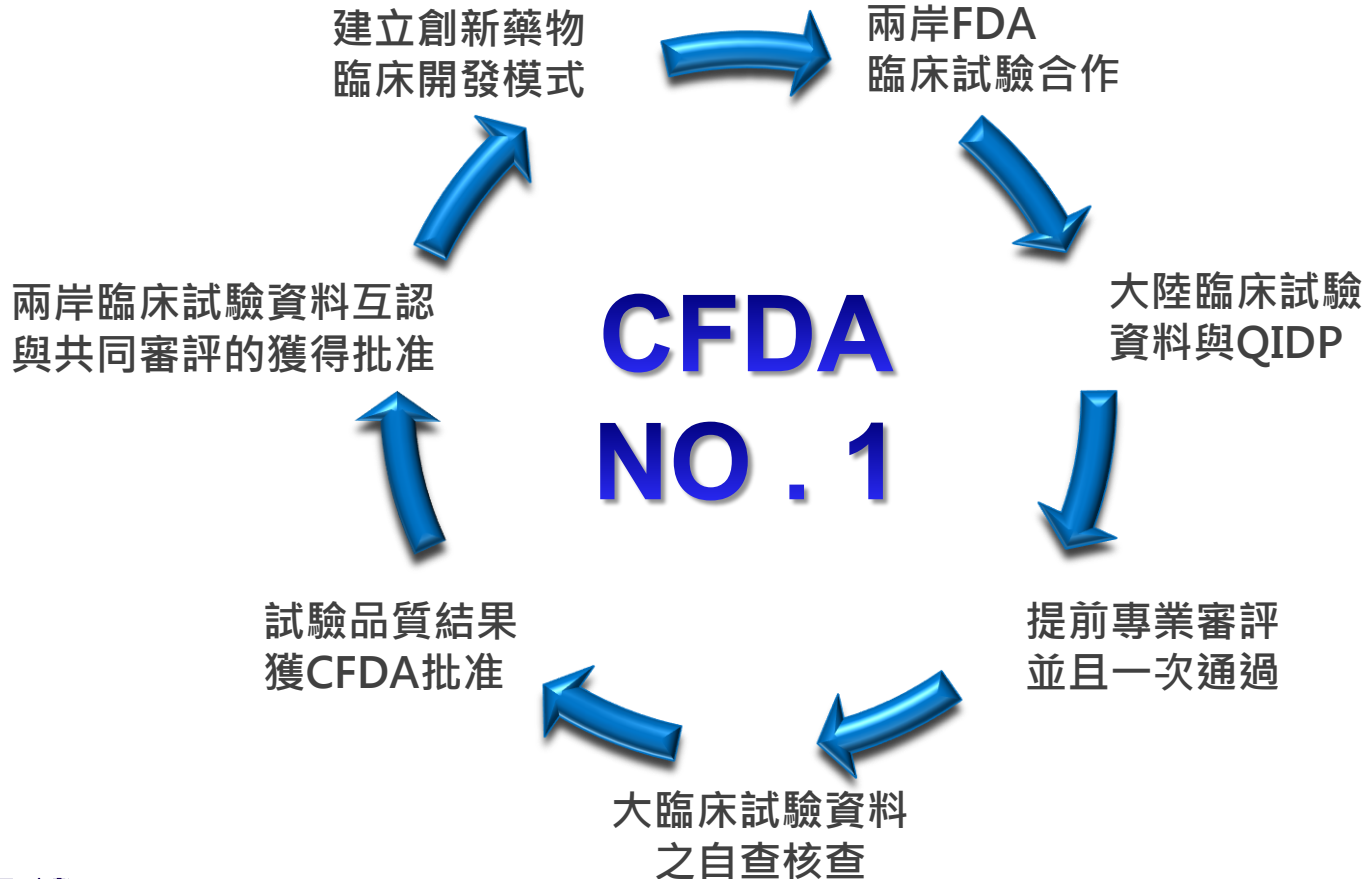 建立創新藥物
臨床開發模式
兩岸FDA
臨床試驗合作
大陸臨床試驗
資料與QIDP
提前專業審評
並且一次通過
大臨床試驗資料
之自查核查
試驗品質結果
獲CFDA批准
兩岸臨床試驗資料互認
與共同審評的獲得批准
CFDA
NO . 1